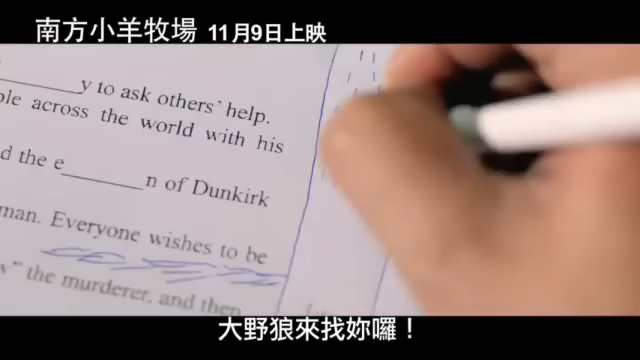 南方小羊牧場 11月9日上映
y to ask others' help.
ple across the world with his
d the e______n of Dunkirk
man. Everyone wishes to be
the murderer, and then
大野狼來找妳囉！